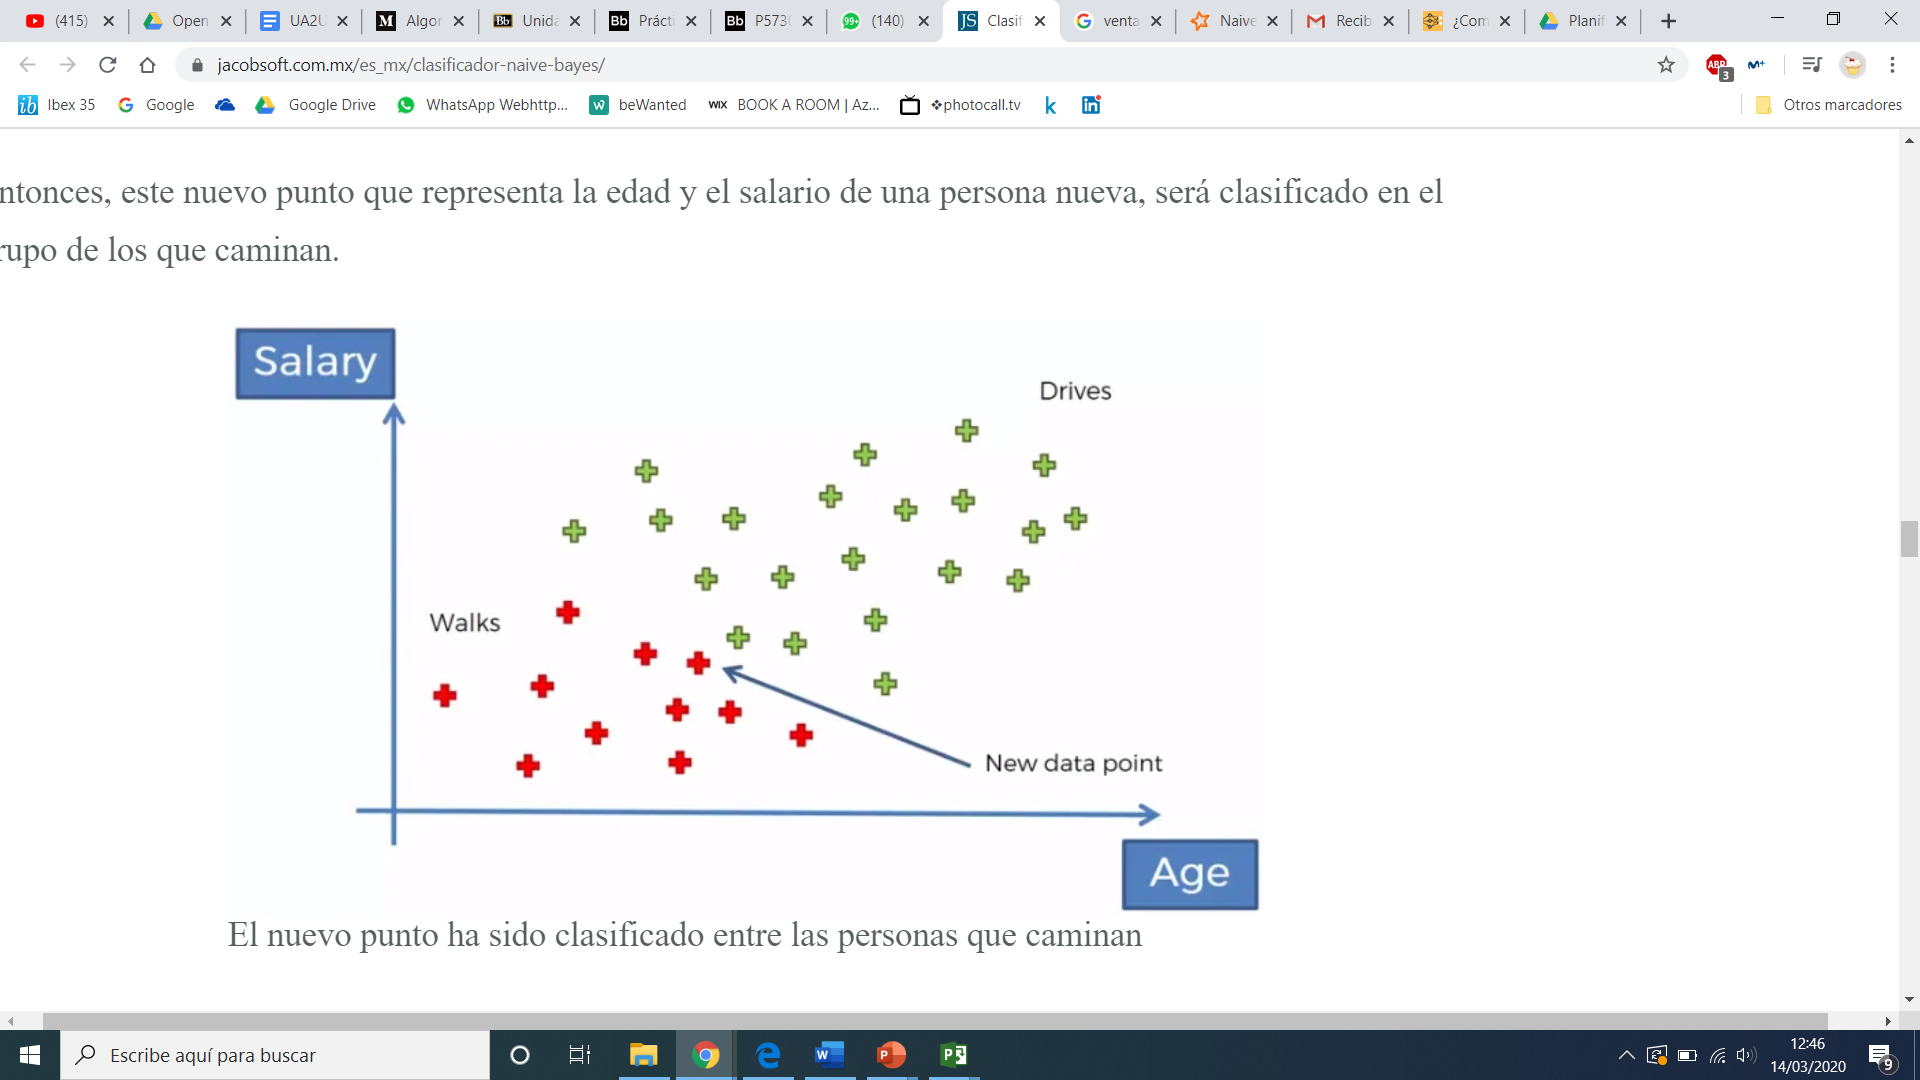 (415)
Open
UA2U
Algor
Unida
Práct
P573
(140)
Clasif
venta
Naive
Recib
¿Com
Planif
jacobsoft.com.mx/es_mx/clasificador-naive-bayes/
Ibex 35
Google
Google Drive
WhatsApp Webhttp...
beWanted
WIX BOOK A ROOM | Az...
❖photocall.tv
Otros marcadores
ntonces, este nuevo punto que representa la edad y el salario de una persona nueva, será clasificado en el
rupo de los que caminan.
Salary
Drives
Walks
New data point
Age
El nuevo punto ha sido clasificado entre las personas que caminan
Escribe aquí para buscar
12:46
14/03/2020
9